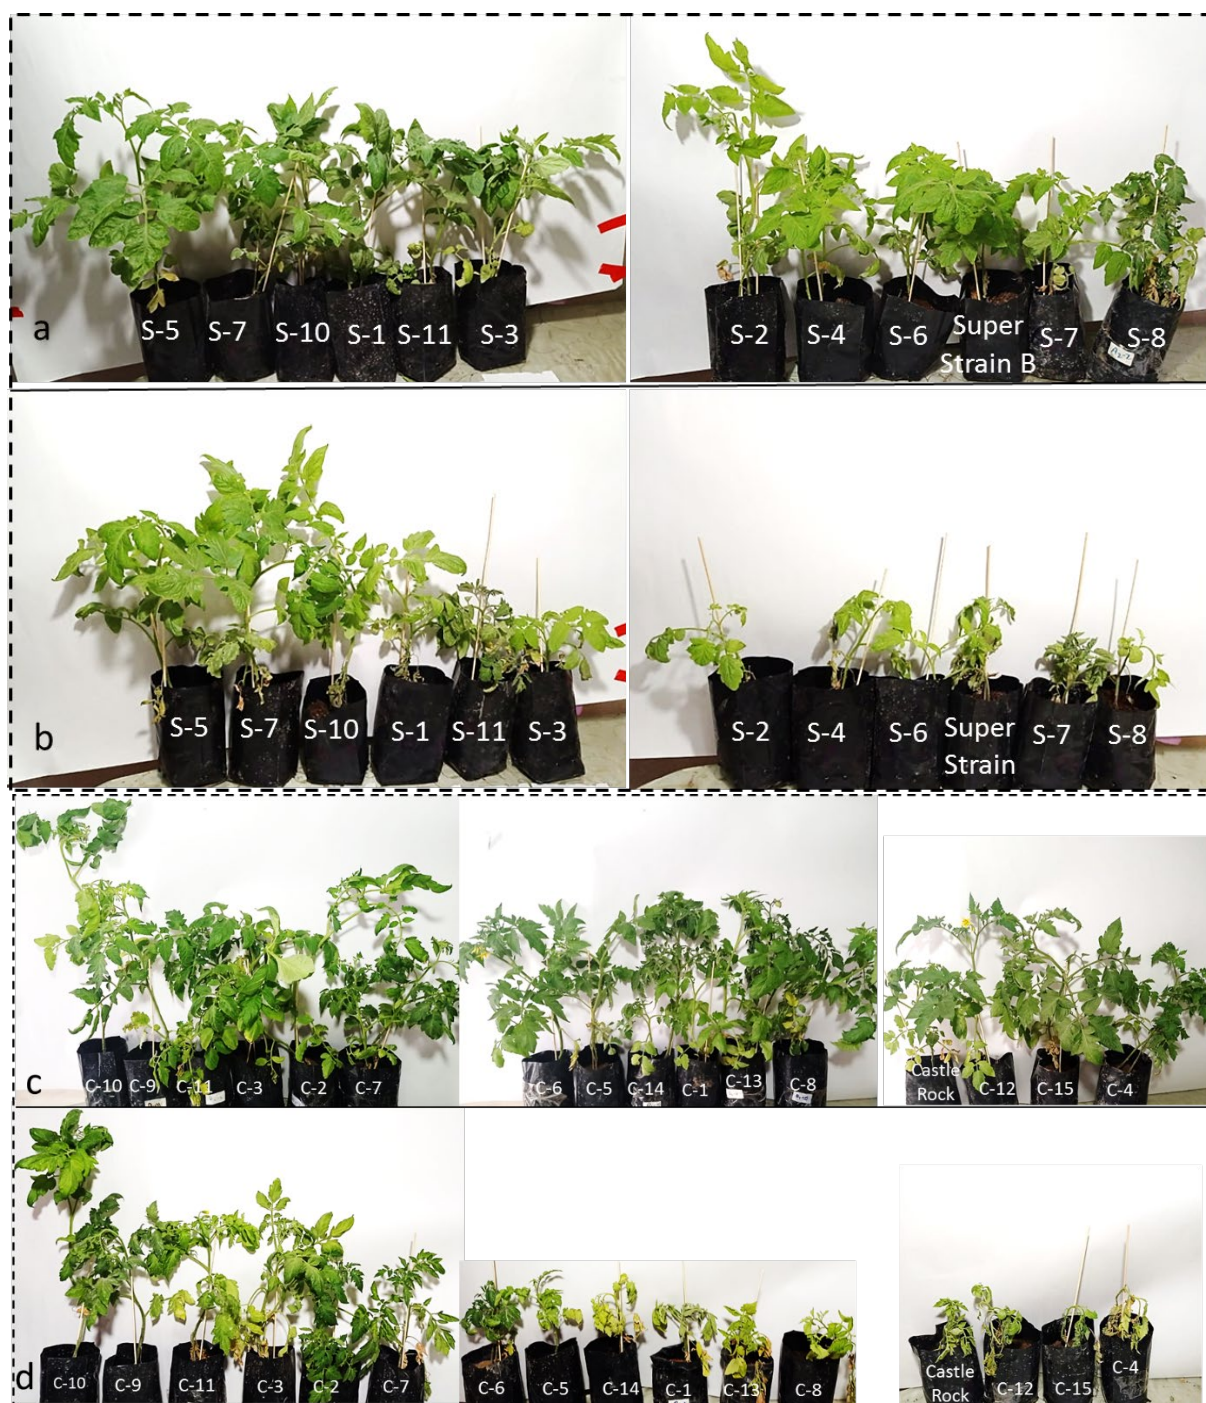 a
S-5 S-7 S-10 S-1 S-11 S-3
S-2 S-4 S-6 Super Strain B S-7 S-8
b
S-5 S-7 S-10 S-1 S-11 S-3
S-2 S-4 S-6 Super Strain S-7 S-8
c
C-10 C-9 C-11 C-3 C-2 C-7
C-6 C-5 C-14 C-1 C-13 C-8
Castle Rock C-12 C-15 C-4
d
C-10 C-9 C-11 C-3 C-2 C-7
C-6 C-5 C-14 C-1 C-13 C-8
Castle Rock C-12 C-15 C-4